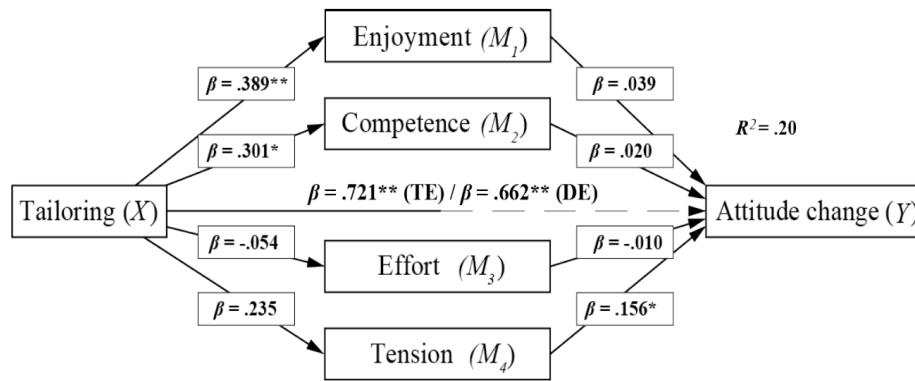 Enjoyment (M1)
β = .389**
β = .039
Competence (M2)
R² = .20
β = .301*
β = .020
β = .721** (TE) / β = .662** (DE)
Tailoring (X)
Attitude change (Y)
β = -.054
β = -.010
Effort (M3)
β = .235
β = .156*
Tension (M4)